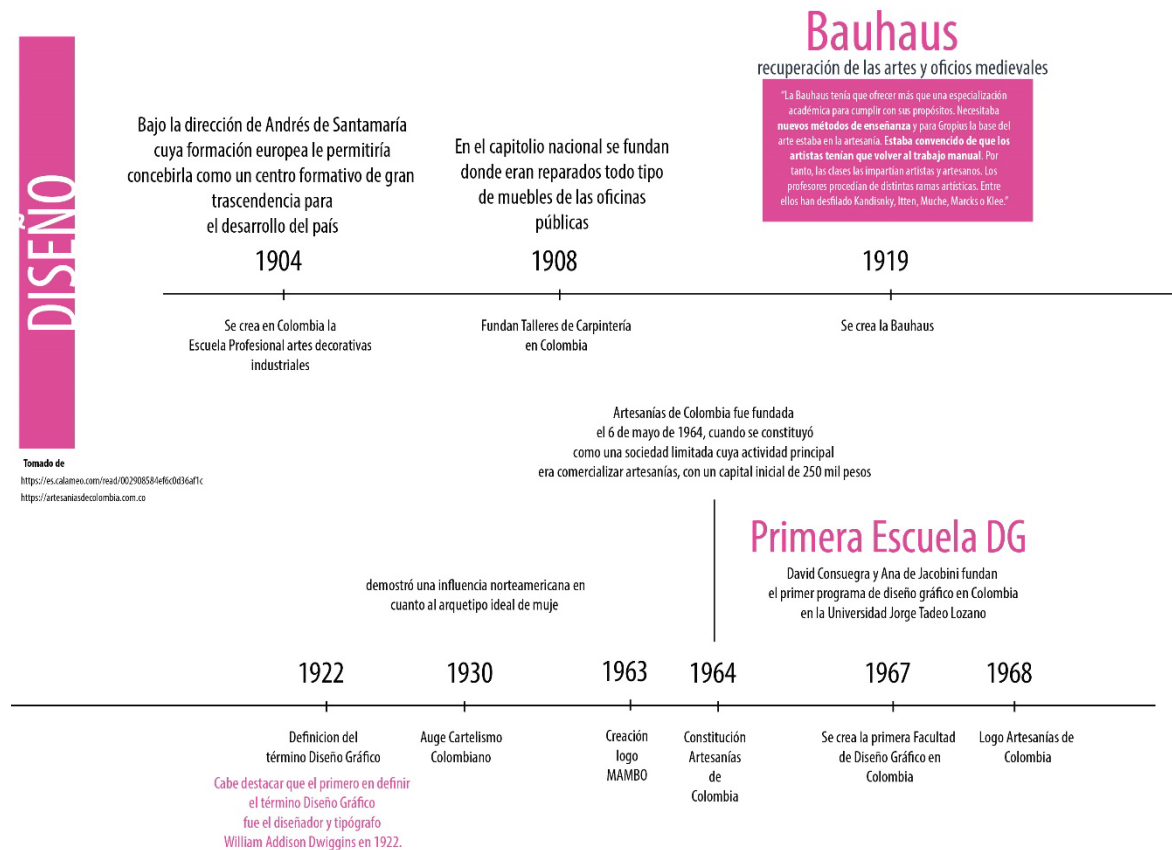 DISEÑO
Tomado de
https://es.calameo.com/read/002908584ef6c0d36af1c
https://artesaniasdecolombia.com.co
Bajo la dirección de Andrés de Santamaría
cuya formación europea le permitiría
concebirla como un centro formativo de gran
trascendencia para
el desarrollo del país
1904
Se crea en Colombia la
Escuela Profesional artes decorativas
industriales
En el capitolio nacional se fundan
donde eran reparados todo tipo
de muebles de las oficinas
públicas
1908
Fundan Talleres de Carpintería
en Colombia
Bauhaus
recuperación de las artes y oficios medievales
"La Bauhaus tenía que ofrecer más que una especialización
académica para cumplir con sus propósitos. Necesitaba
nuevos métodos de enseñanza y para Gropius la base del
arte estaba en la artesanía. Estaba convencido de que los
artistas tenían que volver al trabajo manual. Por
tanto, las clases las impartían artistas y artesanos. Los
profesores procedían de distintas ramas artísticas. Entre
ellos han desfilado Kandisnky, Itten, Muche, Marcks o Klee."
1919
Se crea la Bauhaus
1922
Definicion del
término Diseño Gráfico
Cabe destacar que el primero en definir
el término Diseño Gráfico
fue el diseñador y tipógrafo
William Addison Dwiggins en 1922.
demostró una influencia norteamericana en
cuanto al arquetipo ideal de muje
1930
Auge Cartelismo
Colombiano
1963
Creación
logo
MAMBO
Artesanías de Colombia fue fundada
el 6 de mayo de 1964, cuando se constituyó
como una sociedad limitada cuya actividad principal
era comercializar artesanías, con un capital inicial de 250 mil pesos
1964
Constitución
Artesanías
de
Colombia
Primera Escuela DG
David Consuegra y Ana de Jacobini fundan
el primer programa de diseño gráfico en Colombia
en la Universidad Jorge Tadeo Lozano
1967
Se crea la primera Facultad
de Diseño Gráfico en
Colombia
1968
Logo Artesanías de
Colombia